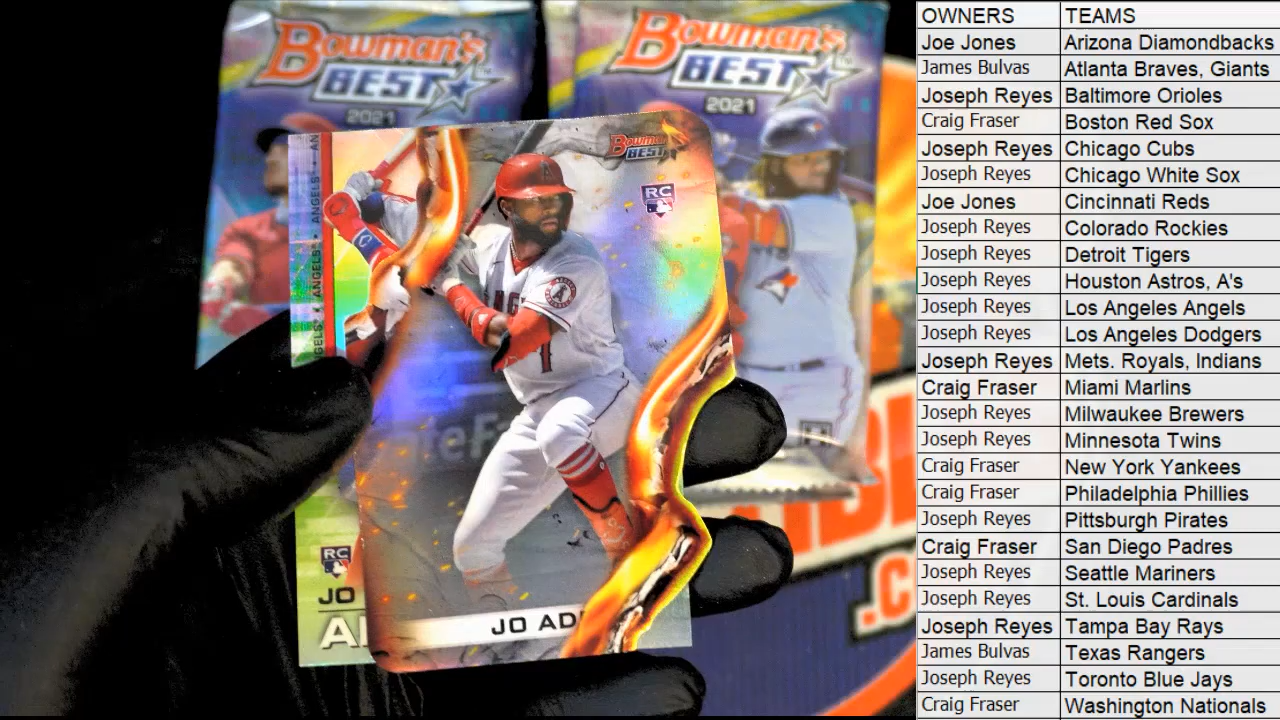 BOWMAN'S
BEST
2021
BOWMAN'S
BEST
2021
BOWMAN'S
BEST
RC
ANGELS
ANGELS
ANGELS
1
JO ADE
RC
JO
A
OWNERS TEAMS
Joe Jones Arizona Diamondbacks
James Bulvas Atlanta Braves, Giants
Joseph Reyes Baltimore Orioles
Craig Fraser Boston Red Sox
Joseph Reyes Chicago Cubs
Joseph Reyes Chicago White Sox
Joe Jones Cincinnati Reds
Joseph Reyes Colorado Rockies
Joseph Reyes Detroit Tigers
Joseph Reyes Houston Astros, A's
Joseph Reyes Los Angeles Angels
Joseph Reyes Los Angeles Dodgers
Joseph Reyes Mets. Royals, Indians
Craig Fraser Miami Marlins
Joseph Reyes Milwaukee Brewers
Joseph Reyes Minnesota Twins
Craig Fraser New York Yankees
Craig Fraser Philadelphia Phillies
Joseph Reyes Pittsburgh Pirates
Craig Fraser San Diego Padres
Joseph Reyes Seattle Mariners
Joseph Reyes St. Louis Cardinals
Joseph Reyes Tampa Bay Rays
James Bulvas Texas Rangers
Joseph Reyes Toronto Blue Jays
Craig Fraser Washington Nationals